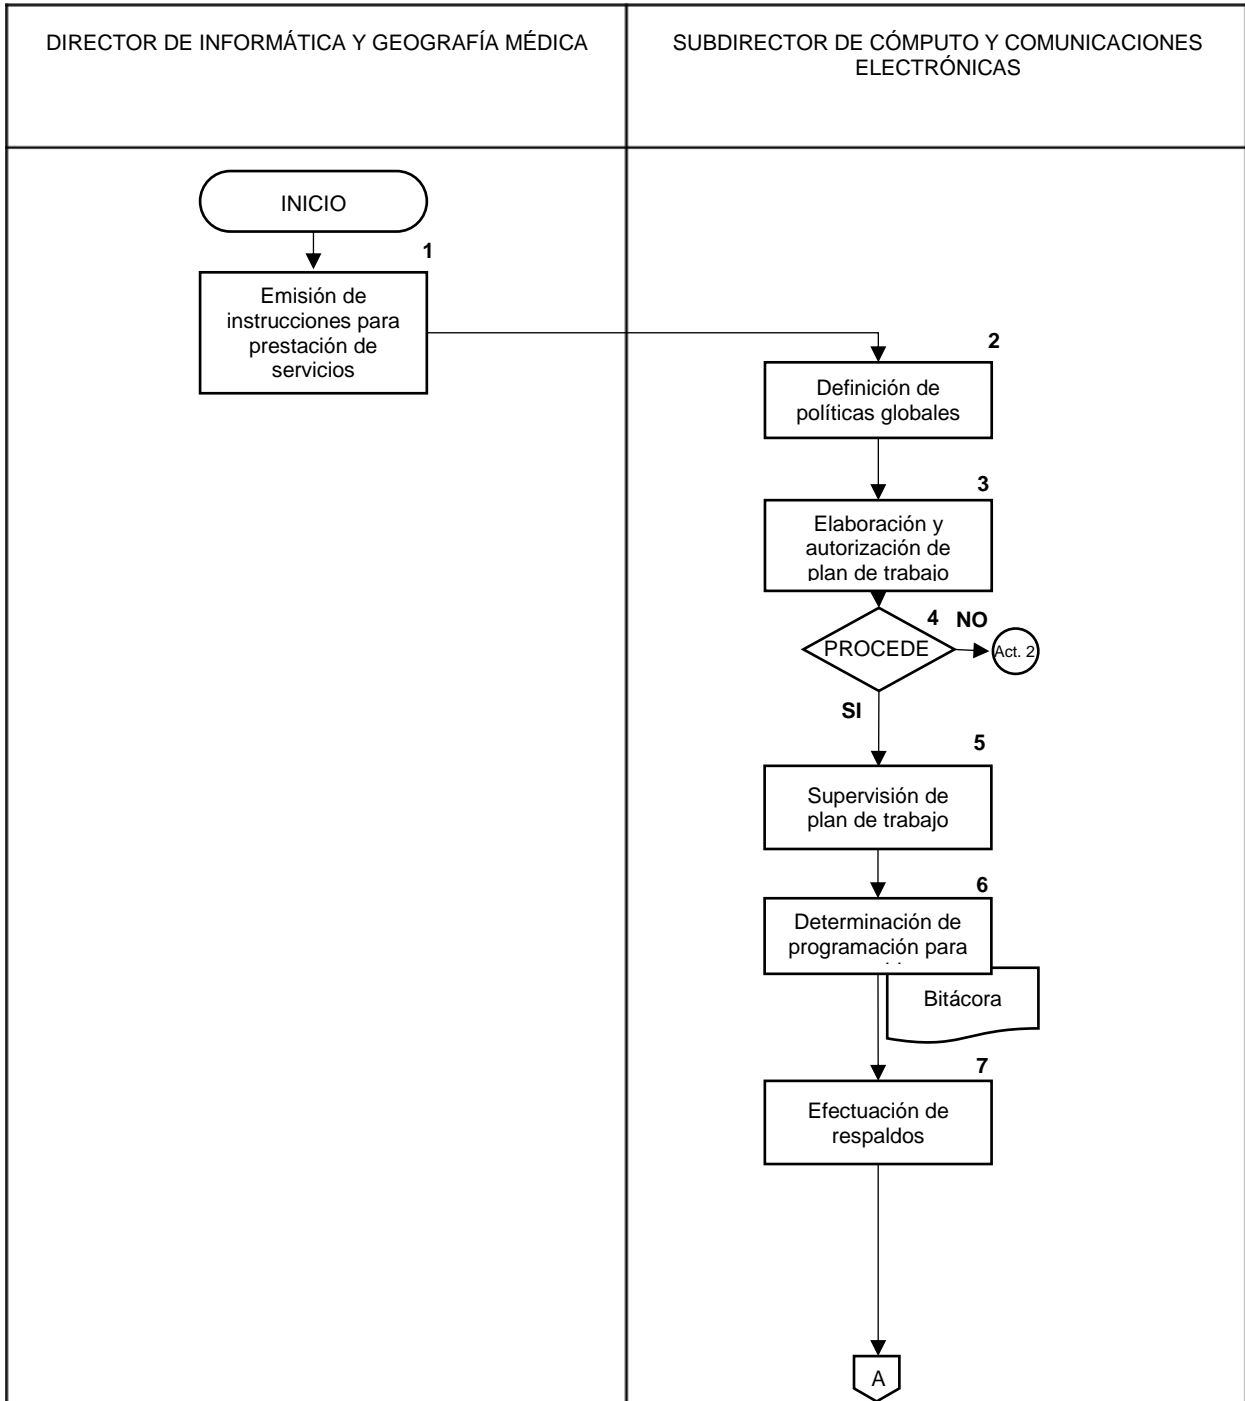 DIRECTOR DE INFORMÁTICA Y GEOGRAFÍA MÉDICA
SUBDIRECTOR DE CÓMPUTO Y COMUNICACIONES
ELECTRÓNICAS
INICIO
1
Emisión de
instrucciones para
prestación de
servicios
2
Definición de
políticas globales
3
Elaboración y
autorización de
plan de trabajo
4
NO
PROCEDE
Act. 2
SI
5
Supervisión de
plan de trabajo
6
Determinación de
programación para
Bitácora
7
Efectuación de
respaldos
A